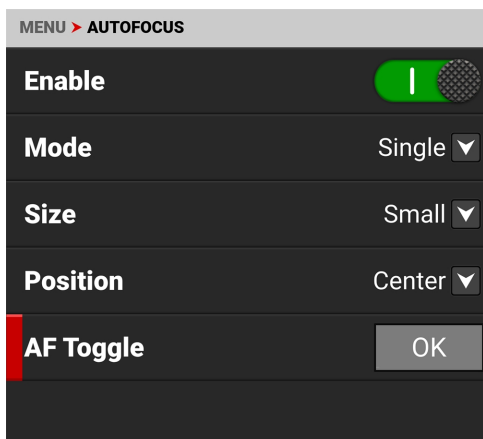 MENU ➤ AUTOFOCUS
Enable
Mode Single
Size Small
Position Center
AF Toggle OK